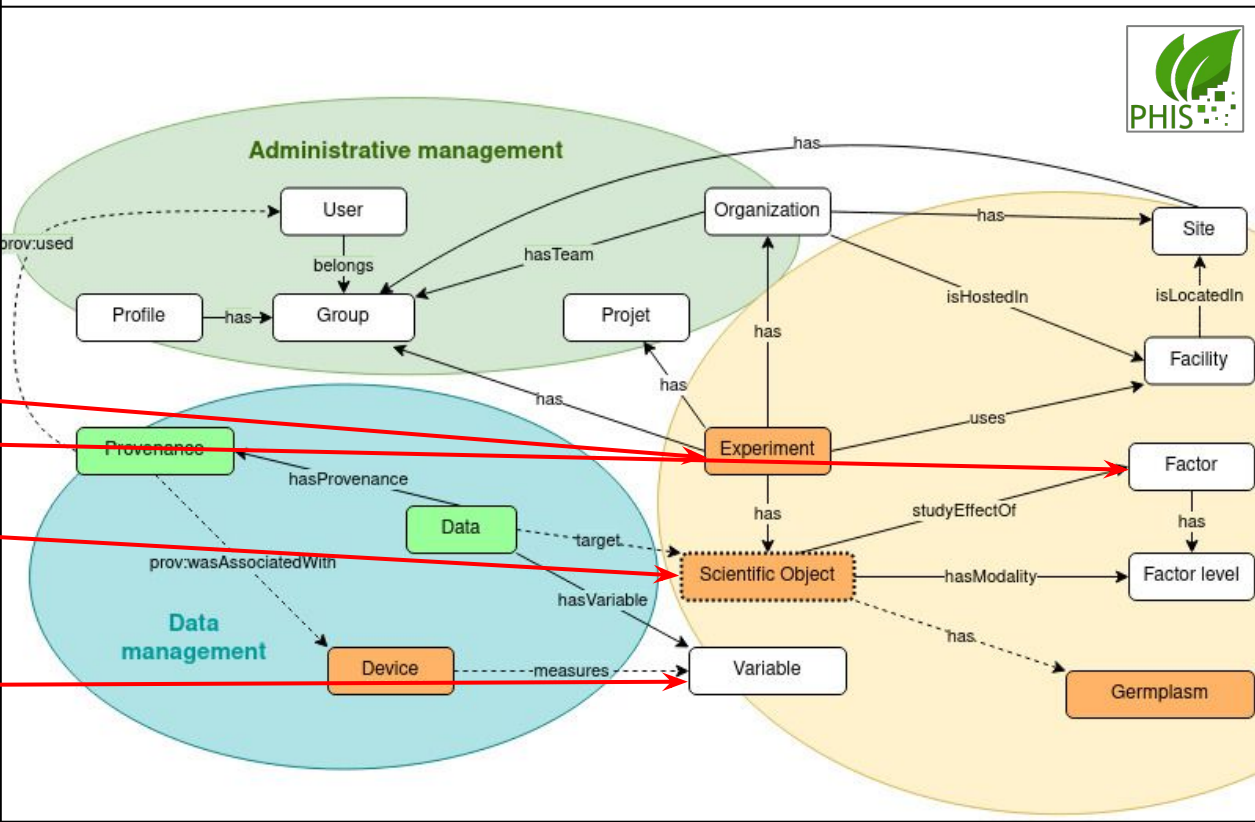 PHIS
Administrative management
has
User
Organization
has
Site
prov:used
hasTeam
belongs
isHostedIn
isLocatedIn
Profile
has
Group
Projet
has
Facility
has
has
uses
Provenance
Experiment
Factor
hasProvenance
studyEffectOf
has
has
Data
target
prov:wasAssociatedWith
Scientific Object
hasModality
Factor level
hasVariable
Data
management
has
Device
measures
Variable
Germplasm